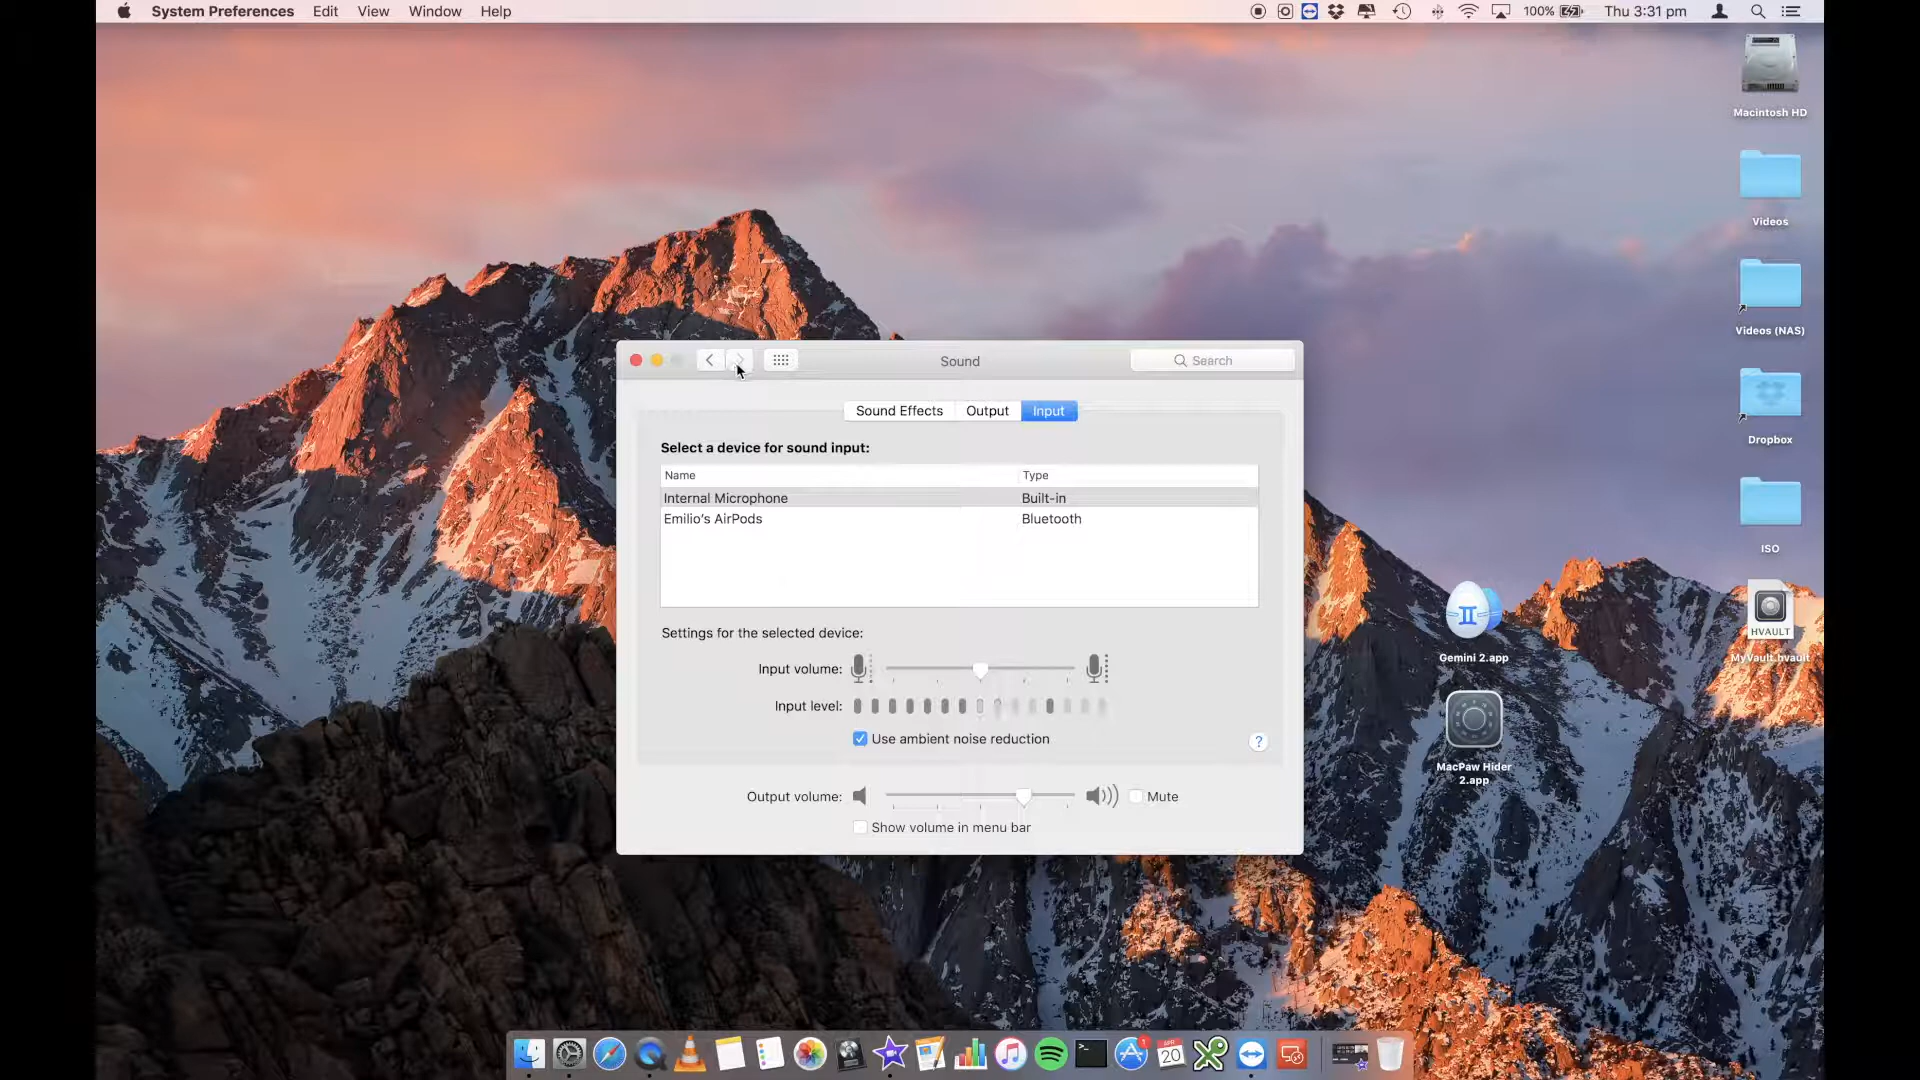 System Preferences Edit View Window Help 100% Thu 3:31 pm
Macintosh HD
Videos
Videos (NAS)
Dropbox
ISO
HVAULT
MyVault.hvault
Gemini 2.app
MacPaw Hider
2.app
Sound
Search
Sound Effects Output Input
Select a device for sound input:
Name Type
Internal Microphone Built-in
Emilio's AirPods Bluetooth
Settings for the selected device:
Input volume:
Input level:
Use ambient noise reduction
?
Output volume: Mute
Show volume in menu bar
1
APR
20